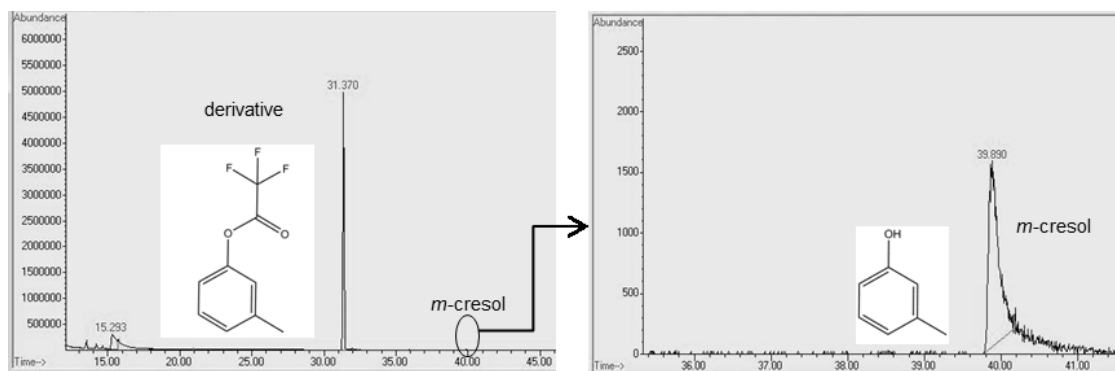 Abundance
6000000
5500000
5000000
4500000
4000000
3500000
3000000
2500000
2000000
1500000
1000000
500000
Time-->
15.00
20.00
25.00
30.00
35.00
40.00
45.00
15.293
31.370
derivative
F
F
F
O
O
m-cresol
Abundance
2500
2000
1500
1000
500
0
Time-->
36.00
37.00
38.00
39.00
40.00
41.00
39.890
OH
m-cresol